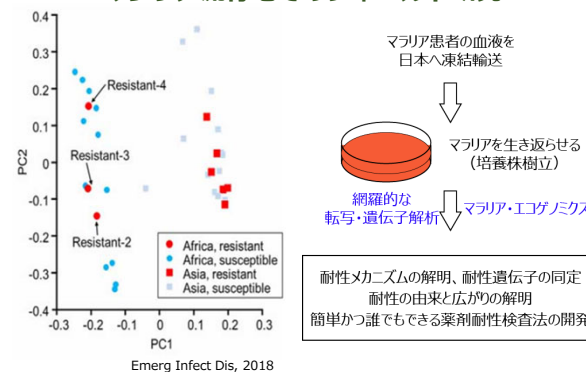 0.4
0.3
0.2
0.1
0
-0.1
-0.2
-0.3
-0.4
PC2
Resistant-4
Resistant-3
Resistant-2
Africa, resistant
Africa, susceptible
Asia, resistant
Asia, susceptible
-0.3 -0.2 -0.1 0 0.1 0.2 0.3
PC1
Emerg Infect Dis, 2018
マラリア患者の血液を
日本へ凍結輸送
マラリアを生き返らせる
(培養株樹立)
網羅的な
転写・遺伝子解析
マラリア・エコゲノミクス
耐性メカニズムの解明、耐性遺伝子の同定
耐性の由来と広がりの解明
簡単かつ誰でもできる薬剤耐性検査法の開発